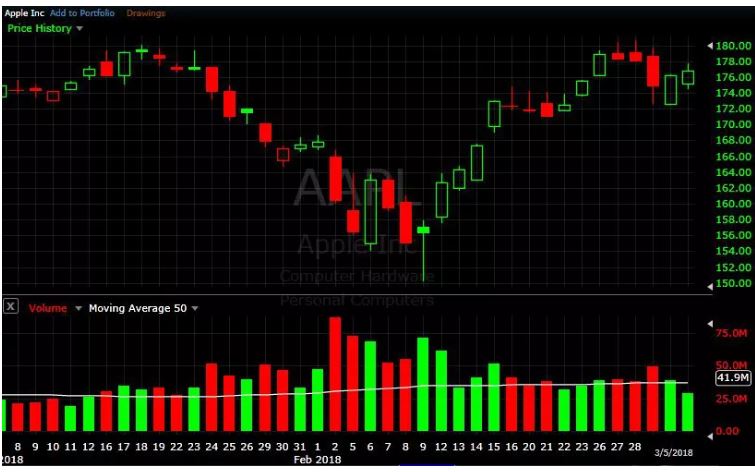 Apple Inc Add to Portfolio Drawings
Price History
180.00
178.00
176.00
174.00
172.00
170.00
168.00
166.00
164.00
162.00
160.00
158.00
156.00
154.00
152.00
150.00
AAPL
Apple Inc
Computer Hardware
Personal Computers
X Volume Moving Average 50
75.0M
50.0M
41.9M
25.0M
0.00
8 9 10 11 12 16 17 18 19 22 23 24 25 26 29 30 31 1 2 5 6 7 8 9 12 13 14 15 16 20 21 22 23 26 27 28
2018 Feb 2018 3/5/2018